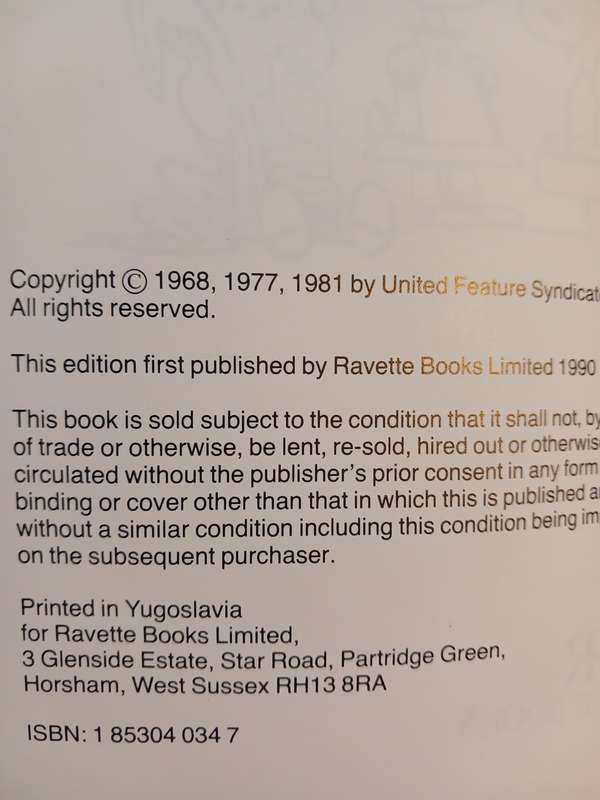 Copyright © 1968, 1977, 1981 by United Feature Syndicat
All rights reserved.
This edition first published by Ravette Books Limited 1990
This book is sold subject to the condition that it shall not, by
of trade or otherwise, be lent, re-sold, hired out or otherwis
circulated without the publisher's prior consent in any form
binding or cover other than that in which this is published a
without a similar condition including this condition being im
on the subsequent purchaser.
Printed in Yugoslavia
for Ravette Books Limited,
3 Glenside Estate, Star Road, Partridge Green,
Horsham, West Sussex RH13 8RA
ISBN: 1 85304 034 7